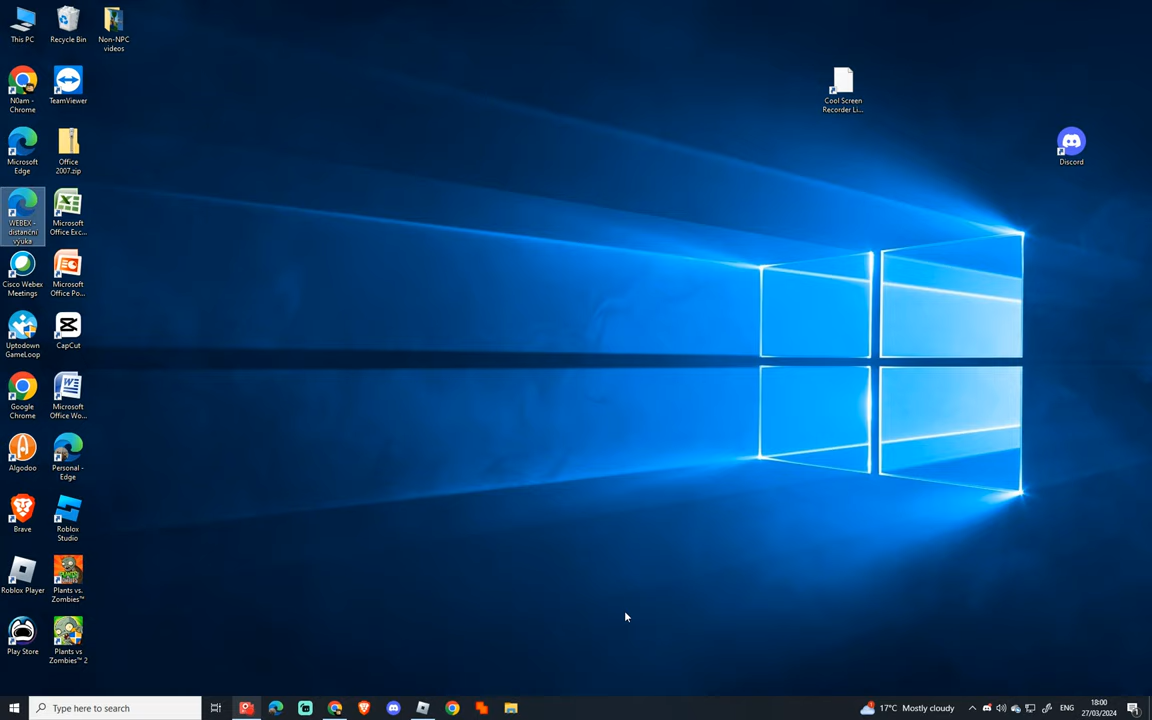 This PC
Recycle Bin
Non-NPC
videos
N0am -
Chrome
TeamViewer
Cool Screen
Recorder Li...
Microsoft
Edge
Office
2007.zip
Discord
WEBEX -
distanční
výuka
Microsoft
Office Exc...
Cisco Webex
Meetings
Microsoft
Office Po...
Uptodown
GameLoop
CapCut
Google
Chrome
Microsoft
Office Wo...
Algodoo
Personal -
Edge
Brave
Roblox
Studio
Roblox Player
Plants vs.
Zombies™
Play Store
Plants vs
Zombies™ 2
Type here to search
17°C Mostly cloudy
ENG
18:00
27/03/2024